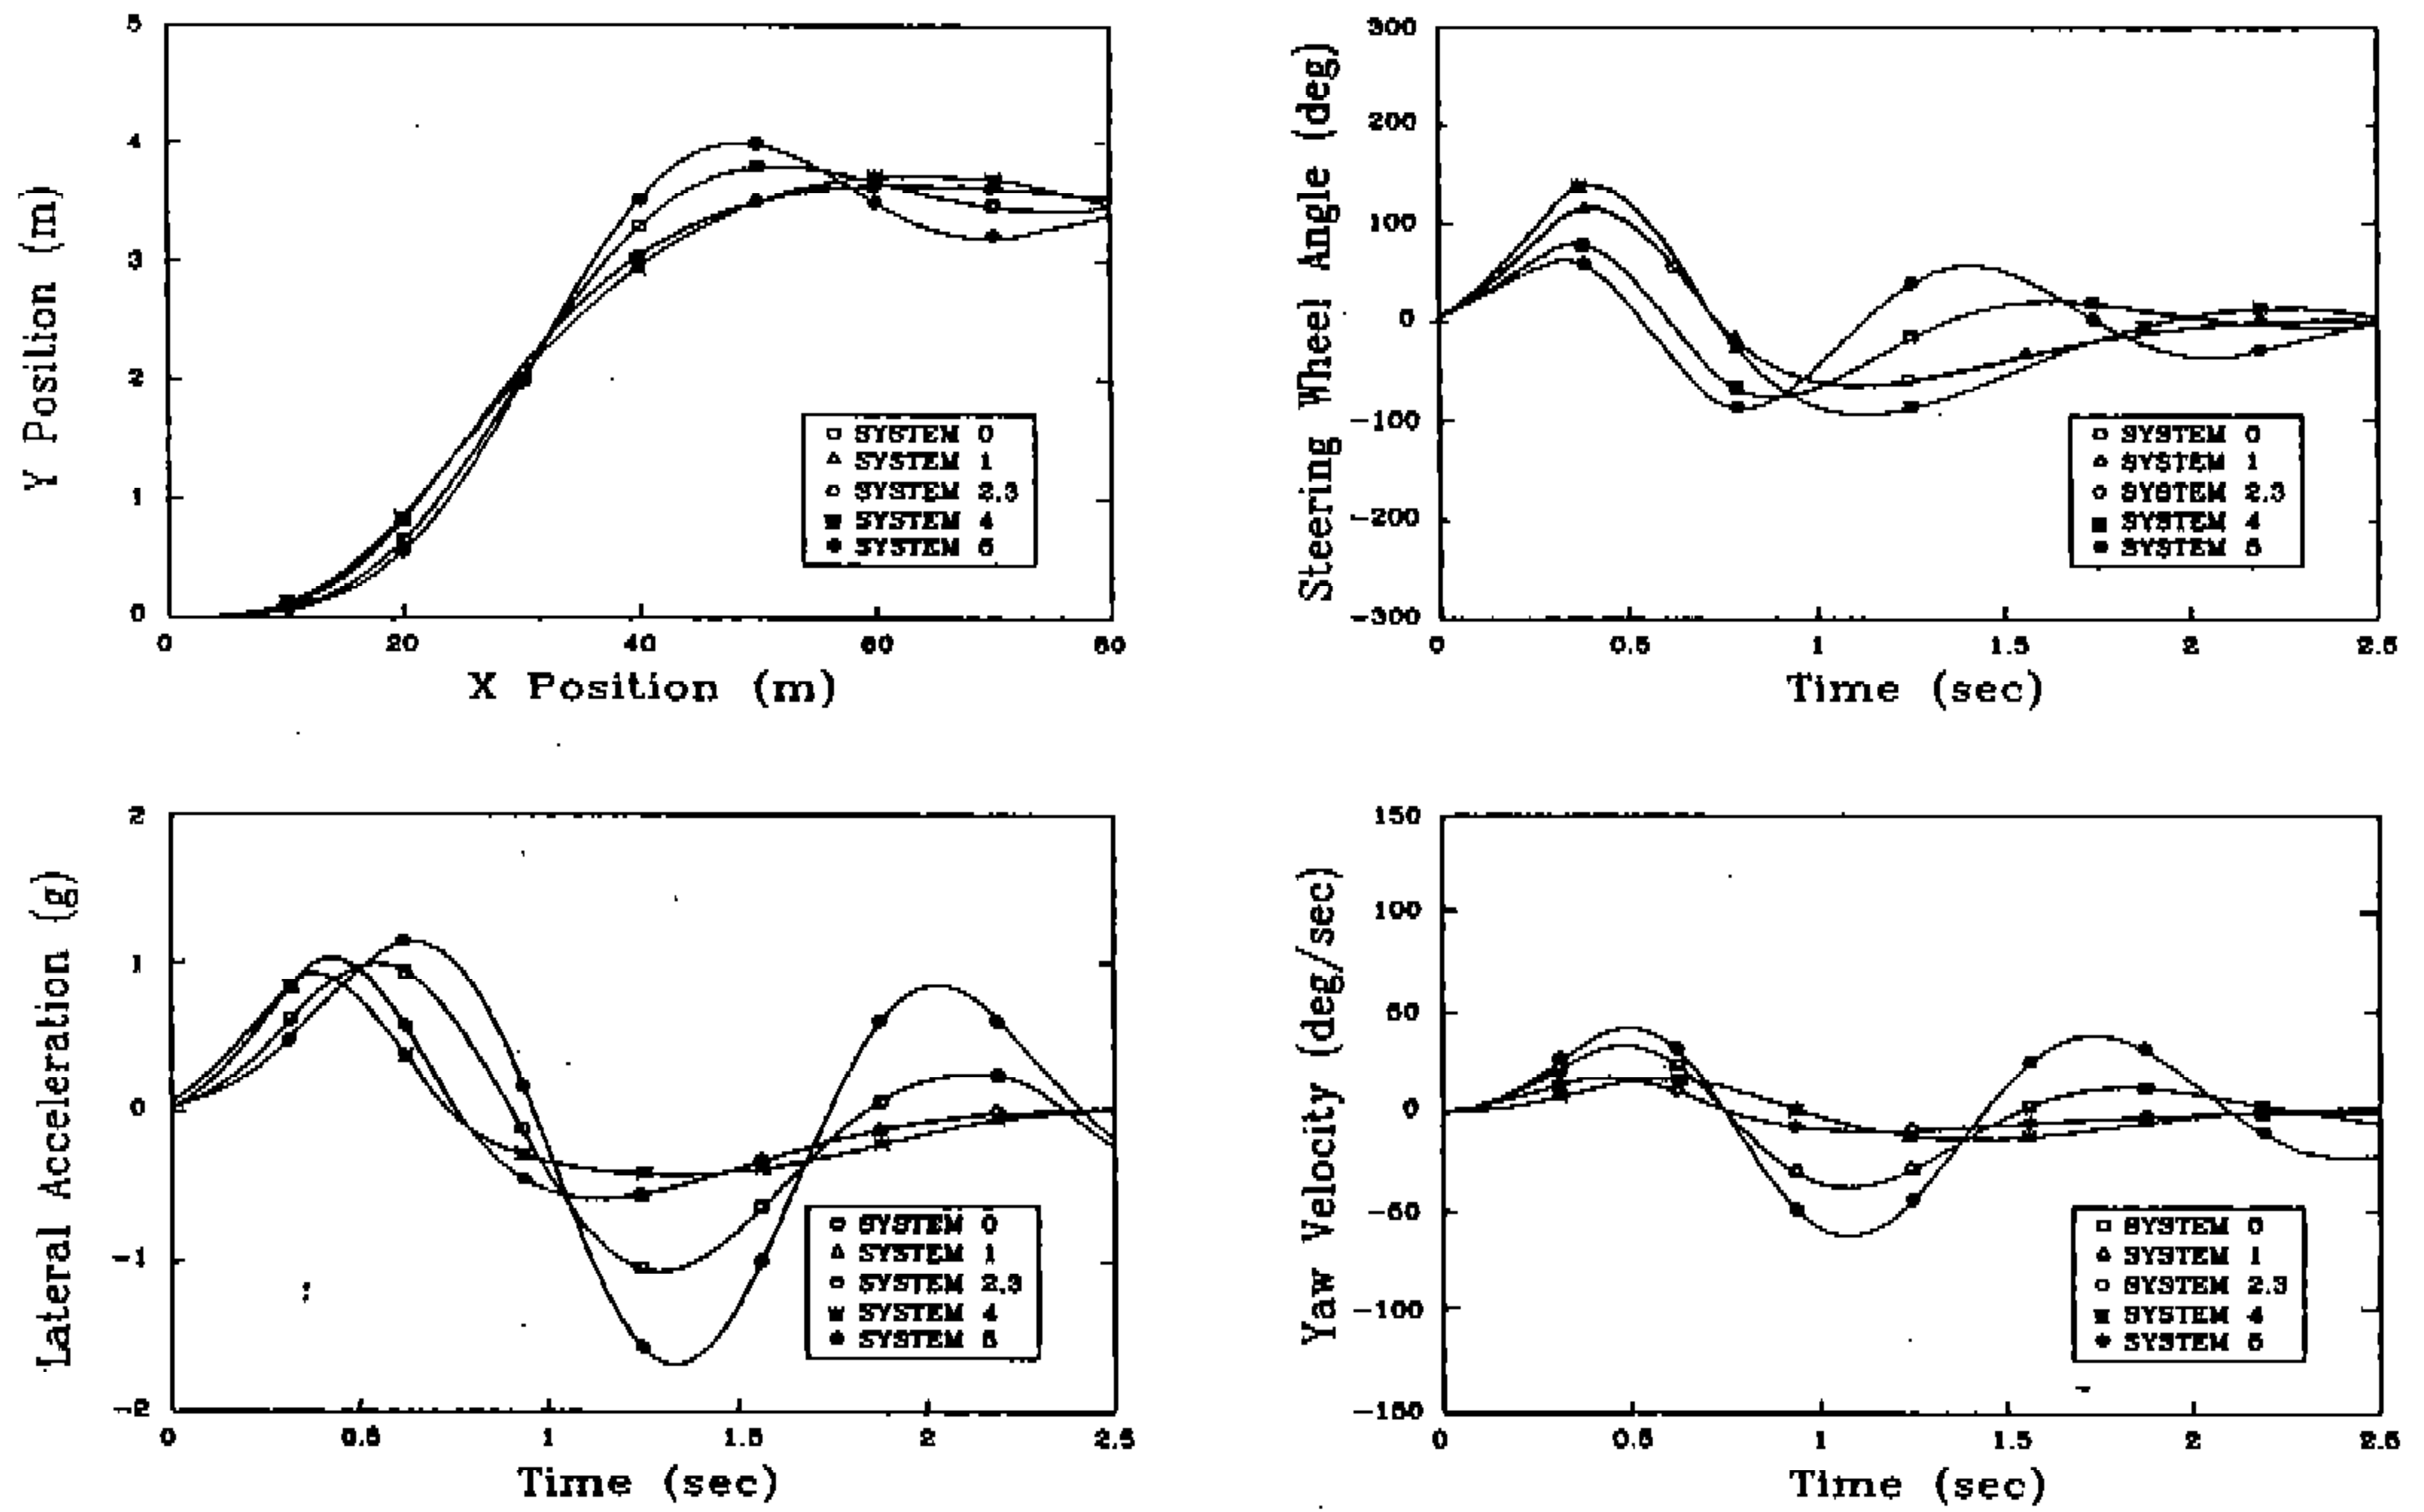 5
4
3
2
1
0
Y Position (m)
0 20 40 60 80
X Position (m)
SYSTEM 0
SYSTEM 1
SYSTEM 2.3
SYSTEM 4
SYSTEM 5
300
200
100
0
-100
-200
-300
Steering Wheel Angle (deg)
0 0.5 1 1.5 2 2.5
Time (sec)
SYSTEM 0
SYSTEM 1
SYSTEM 2.3
SYSTEM 4
SYSTEM 5
2
1
0
-1
-2
Lateral Acceleration (g)
0 0.5 1 1.5 2 2.5
Time (sec)
SYSTEM 0
SYSTEM 1
SYSTEM 2.3
SYSTEM 4
SYSTEM 5
150
100
50
0
-50
-100
-150
Yaw Velocity (deg/sec)
0 0.5 1 1.5 2 2.5
Time (sec)
SYSTEM 0
SYSTEM 1
SYSTEM 2.3
SYSTEM 4
SYSTEM 5